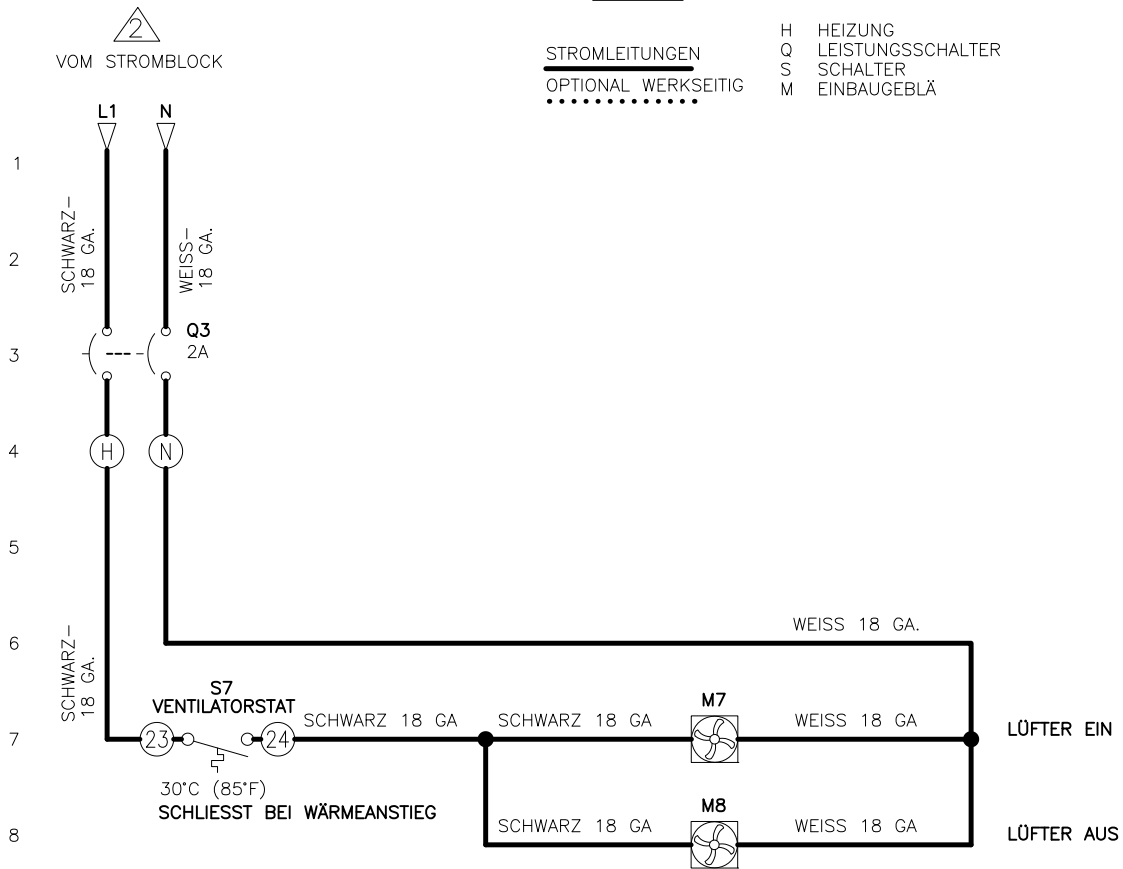 2
VOM STROMBLOCK
STROMLEITUNGEN
OPTIONAL WERKSEITIG
H HEIZUNG
Q LEISTUNGSSCHALTER
S SCHALTER
M EINBAUGEBLÄ
L1 N
1
SCHWARZ-
18 GA.
WEISS-
18 GA.
2
Q3
3
2A
4
H N
5
WEISS 18 GA.
6
SCHWARZ-
18 GA.
S7
VENTILATORSTAT
M7
SCHWARZ 18 GA SCHWARZ 18 GA WEISS 18 GA
7
23 24
LÜFTER EIN
30°C (85°F)
SCHLIESST BEI WÄRMEANSTIEG
M8
SCHWARZ 18 GA WEISS 18 GA
8
LÜFTER AUS